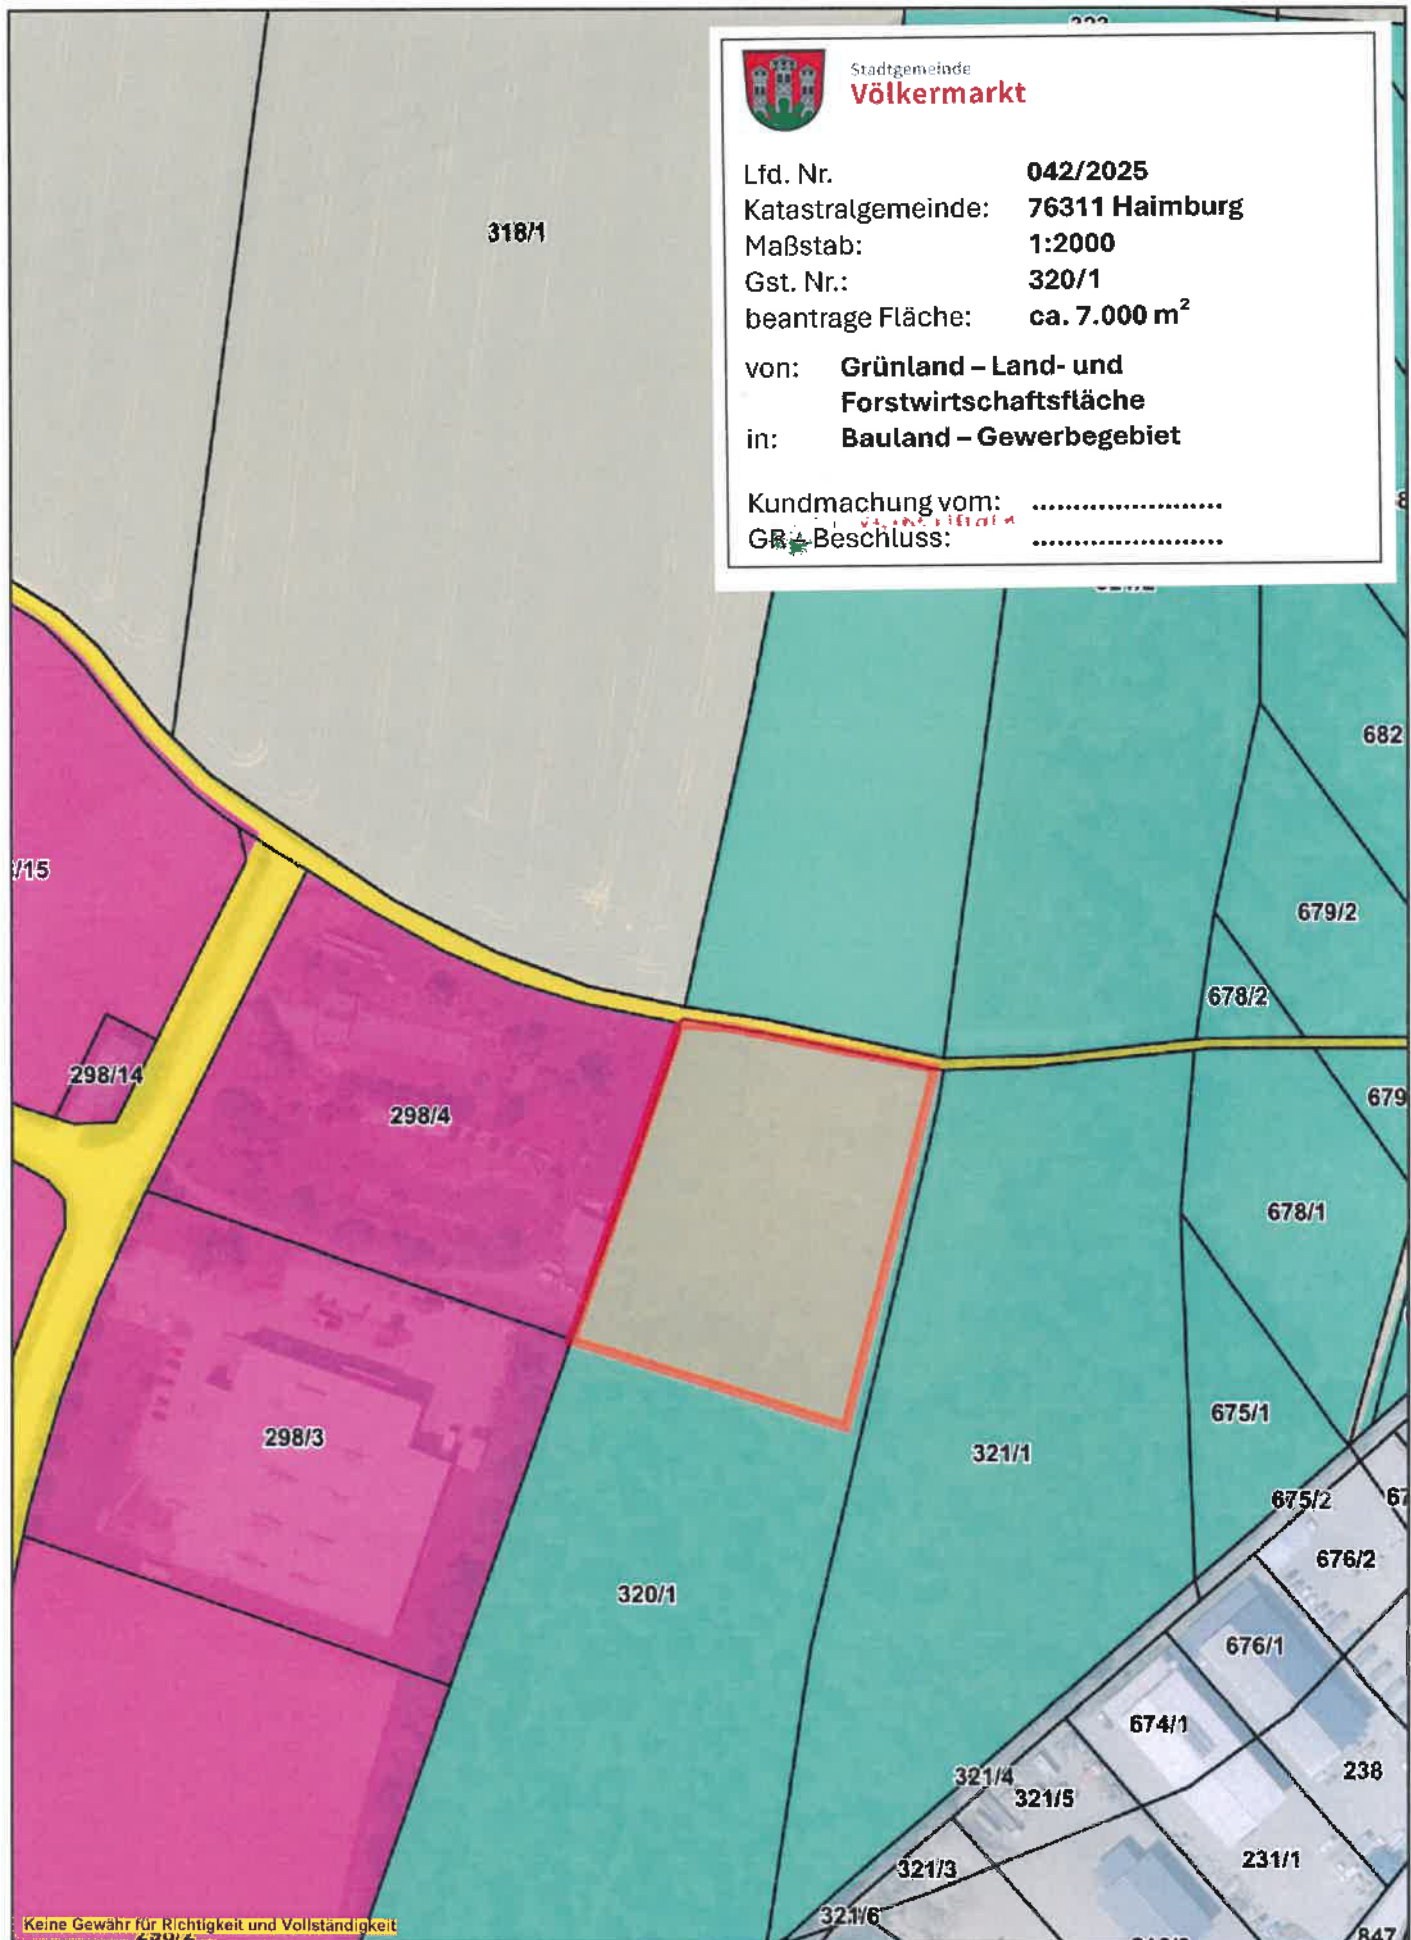 Stadtgemeinde
Völkermarkt
Lfd. Nr. 042/2025
Katastralgemeinde: 76311 Haimburg
Maßstab: 1:2000
Gst. Nr.: 320/1
beantrage Fläche: ca. 7.000 m²
von: Grünland – Land- und
Forstwirtschaftsfläche
in: Bauland – Gewerbegebiet
Kundmachung vom: ........................
GR – Beschluss: ........................
318/1
682
/15
679/2
678/2
298/14
298/4
679
678/1
675/1
298/3
321/1
675/2
67
676/2
320/1
676/1
674/1
238
321/4
321/5
231/1
321/3
321/6
847
Keine Gewähr für Richtigkeit und Vollständigkeit